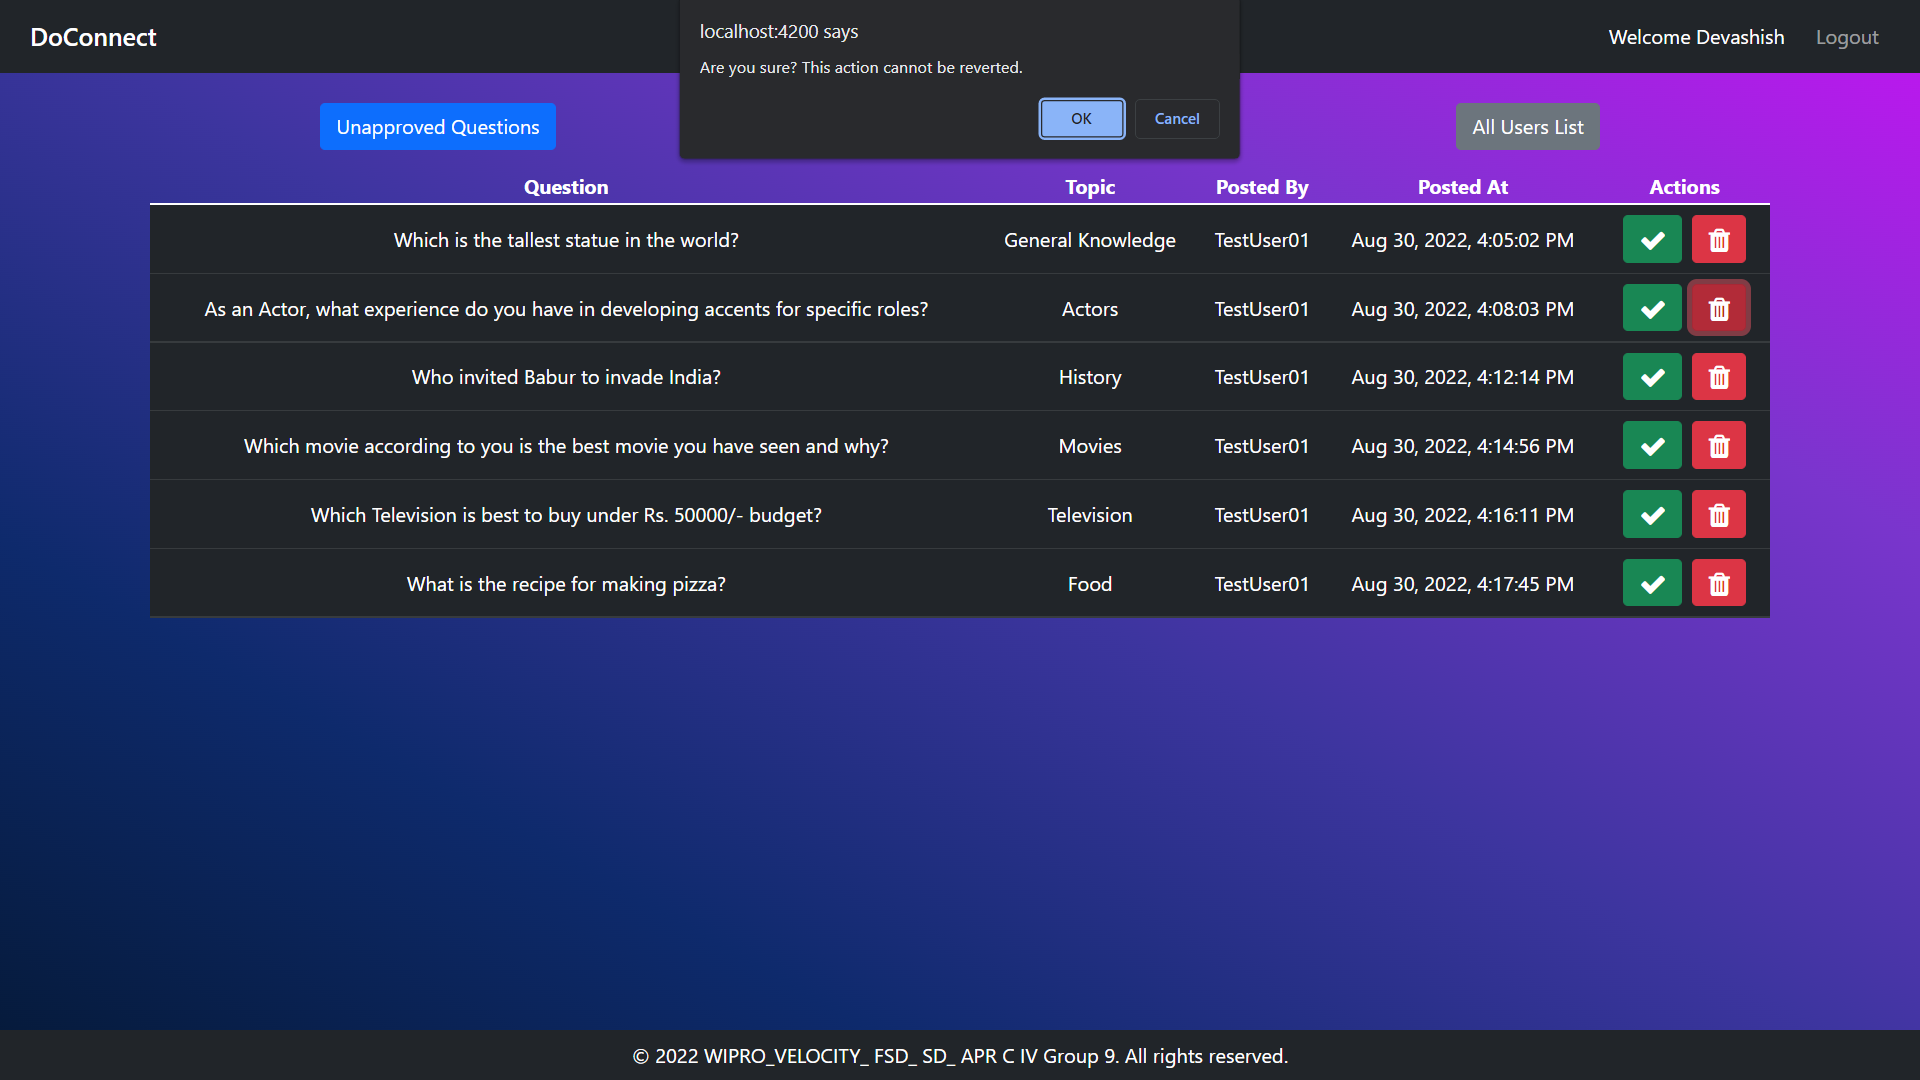 DoConnect
Welcome Devashish Logout
localhost:4200 says
Are you sure? This action cannot be reverted.
OK Cancel
Unapproved Questions All Users List
Question Topic Posted By Posted At Actions
Which is the tallest statue in the world? General Knowledge TestUser01 Aug 30, 2022, 4:05:02 PM
As an Actor, what experience do you have in developing accents for specific roles? Actors TestUser01 Aug 30, 2022, 4:08:03 PM
Who invited Babur to invade India? History TestUser01 Aug 30, 2022, 4:12:14 PM
Which movie according to you is the best movie you have seen and why? Movies TestUser01 Aug 30, 2022, 4:14:56 PM
Which Television is best to buy under Rs. 50000/- budget? Television TestUser01 Aug 30, 2022, 4:16:11 PM
What is the recipe for making pizza? Food TestUser01 Aug 30, 2022, 4:17:45 PM
© 2022 WIPRO_VELOCITY_ FSD_ SD_ APR C IV Group 9. All rights reserved.